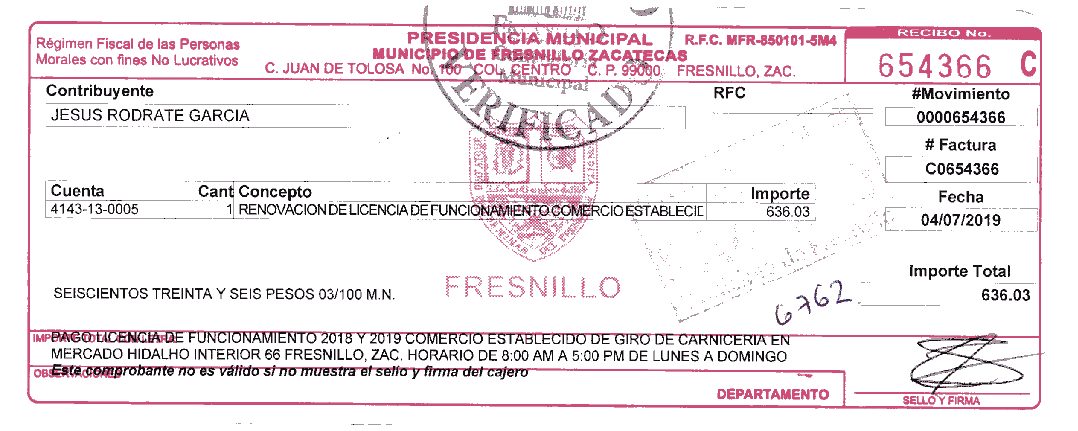 Régimen Fiscal de las Personas
Morales con fines No Lucrativos
PRESIDENCIA MUNICIPAL
MUNICIPIO DE FRESNILLO ZACATECAS
R.F.C. MFR-850101-5M4
C. JUAN DE TOLOSA No. 100 COL. CENTRO C. P. 99000 FRESNILLO, ZAC.
RECIBO No.
654366 C
Municipal
CERTIFICADO
Contribuyente
JESUS RODRATE GARCIA
RFC
#Movimiento
0000654366
# Factura
C0654366
Fecha
04/07/2019
Cuenta Cant Concepto Importe
4143-13-0005 1 RENOVACION DE LICENCIA DE FUNCIONAMIENTO COMERCIO ESTABLECID 636.03
FRESNILLO
Importe Total
636.03
SEISCIENTOS TREINTA Y SEIS PESOS 03/100 M.N.
6762
PAGO LICENCIA DE FUNCIONAMIENTO 2018 Y 2019 COMERCIO ESTABLECIDO DE GIRO DE CARNICERIA EN
MERCADO HIDALHO INTERIOR 66 FRESNILLO, ZAC. HORARIO DE 8:00 AM A 5:00 PM DE LUNES A DOMINGO
Este comprobante no es válido si no muestra el sello y firma del cajero
OBSERVACIONES
DEPARTAMENTO
SELLO Y FIRMA